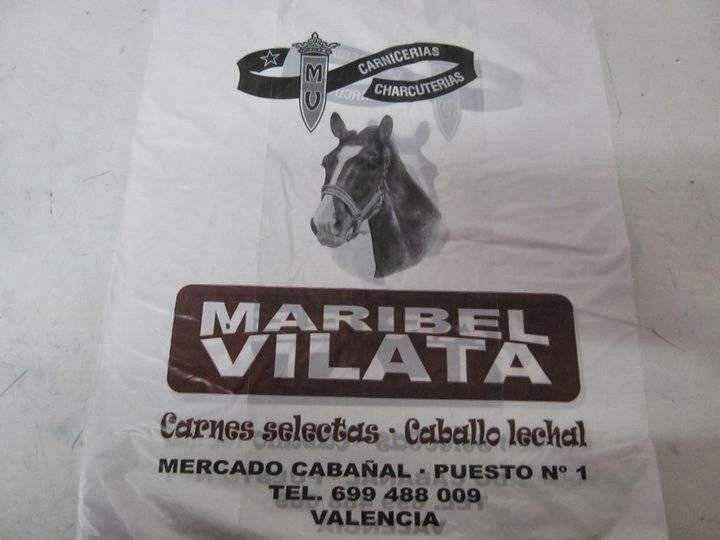 MV
CARNICERIAS
CHARCUTERIAS
MARIBEL
VILATA
Carnes selectas · Caballo lechal
MERCADO CABAÑAL · PUESTO Nº 1
TEL. 699 488 009
VALENCIA